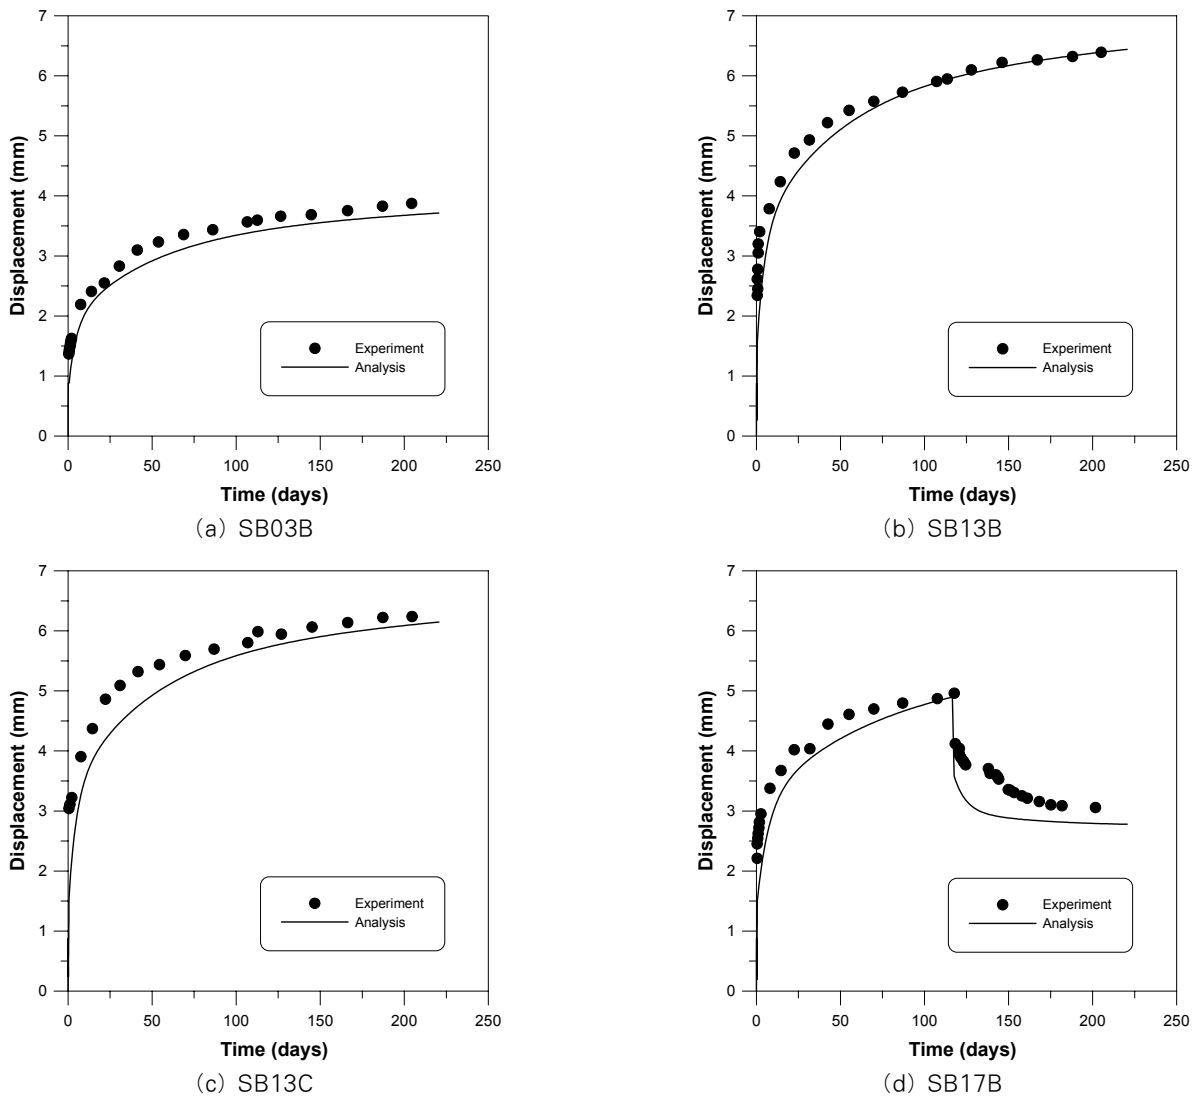 7
6
5
4
3
2
1
0
Displacement (mm)
Experiment
Analysis
0 50 100 150 200 250
Time (days)
(a) SB03B
7
6
5
4
3
2
1
0
Displacement (mm)
Experiment
Analysis
0 50 100 150 200 250
Time (days)
(b) SB13B
7
6
5
4
3
2
1
0
Displacement (mm)
Experiment
Analysis
0 50 100 150 200 250
Time (days)
(c) SB13C
7
6
5
4
3
2
1
0
Displacement (mm)
Experiment
Analysis
0 50 100 150 200 250
Time (days)
(d) SB17B